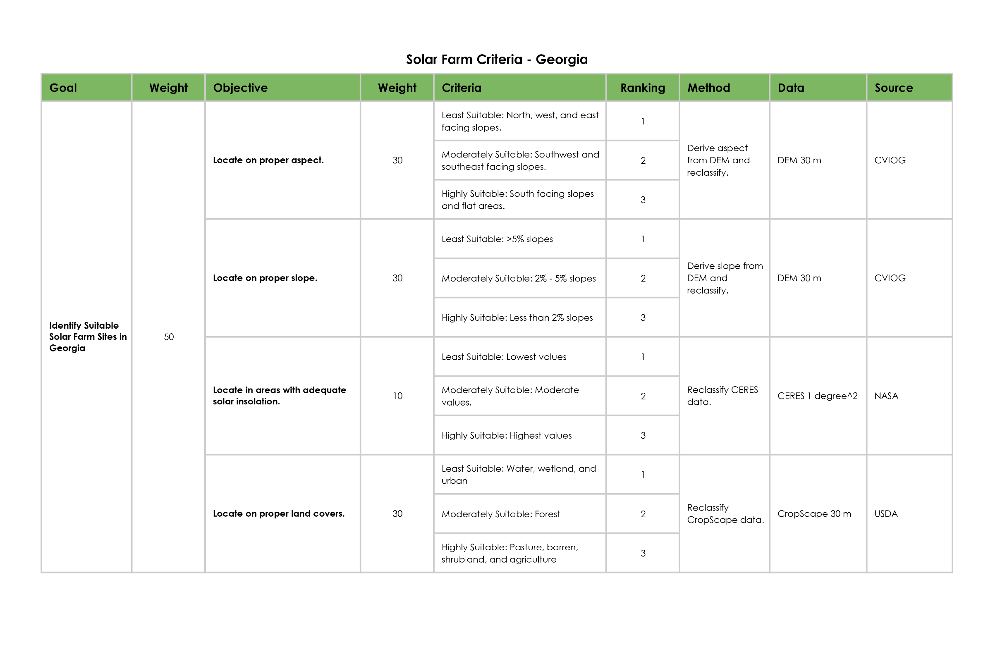 Solar Farm Criteria - Georgia
Goal
Weight
Objective
Weight
Criteria
Ranking
Method
Data
Source
Identify Suitable
Solar Farm Sites in
Georgia
50
Locate on proper aspect.
30
Least Suitable: North, west, and east
facing slopes.
1
Moderately Suitable: Southwest and
southeast facing slopes.
2
Highly Suitable: South facing slopes
and flat areas.
3
Derive aspect
from DEM and
reclassify.
DEM 30 m
CVIOG
Locate on proper slope.
30
Least Suitable: >5% slopes
1
Moderately Suitable: 2% - 5% slopes
2
Highly Suitable: Less than 2% slopes
3
Derive slope from
DEM and
reclassify.
DEM 30 m
CVIOG
Locate in areas with adequate
solar insolation.
10
Least Suitable: Lowest values
1
Moderately Suitable: Moderate
values.
2
Highly Suitable: Highest values
3
Reclassify CERES
data.
CERES 1 degree^2
NASA
Locate on proper land covers.
30
Least Suitable: Water, wetland, and
urban
1
Moderately Suitable: Forest
2
Highly Suitable: Pasture, barren,
shrubland, and agriculture
3
Reclassify
CropScape data.
CropScape 30 m
USDA